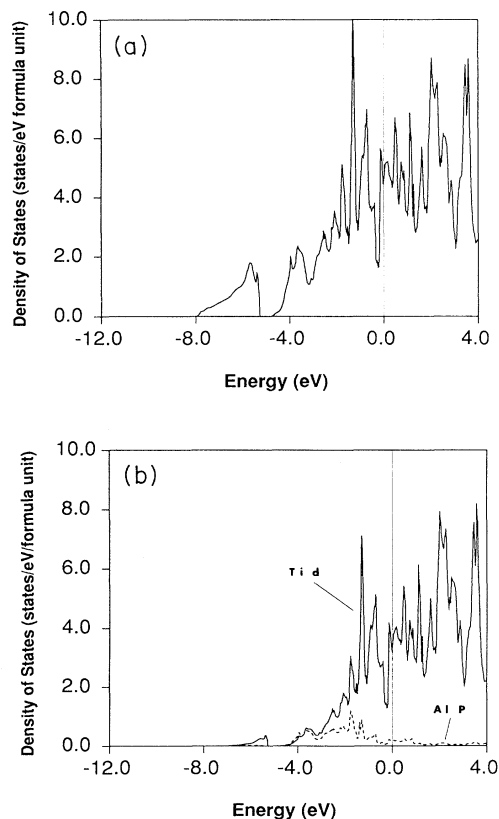 10.0
(a)
8.0
6.0
4.0
2.0
0.0
-12.0 -8.0 -4.0 0.0 4.0
Density of States (states/eV formula unit)
Energy (eV)
10.0
(b)
8.0
Ti d
6.0
4.0
2.0
Al P
0.0
-12.0 -8.0 -4.0 0.0 4.0
Density of States (states/eV/formula unit)
Energy (eV)